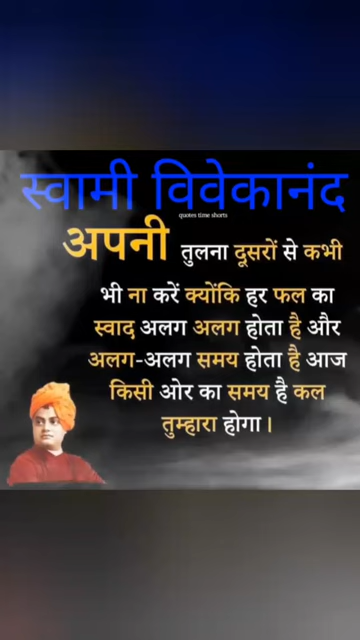 स्वामी विवेकानंद
quotes time shorts
अपनी तुलना दूसरों से कभी
भी ना करें क्योंकि हर फल का
स्वाद अलग अलग होता है और
अलग-अलग समय होता है आज
किसी ओर का समय है कल
तुम्हारा होगा।